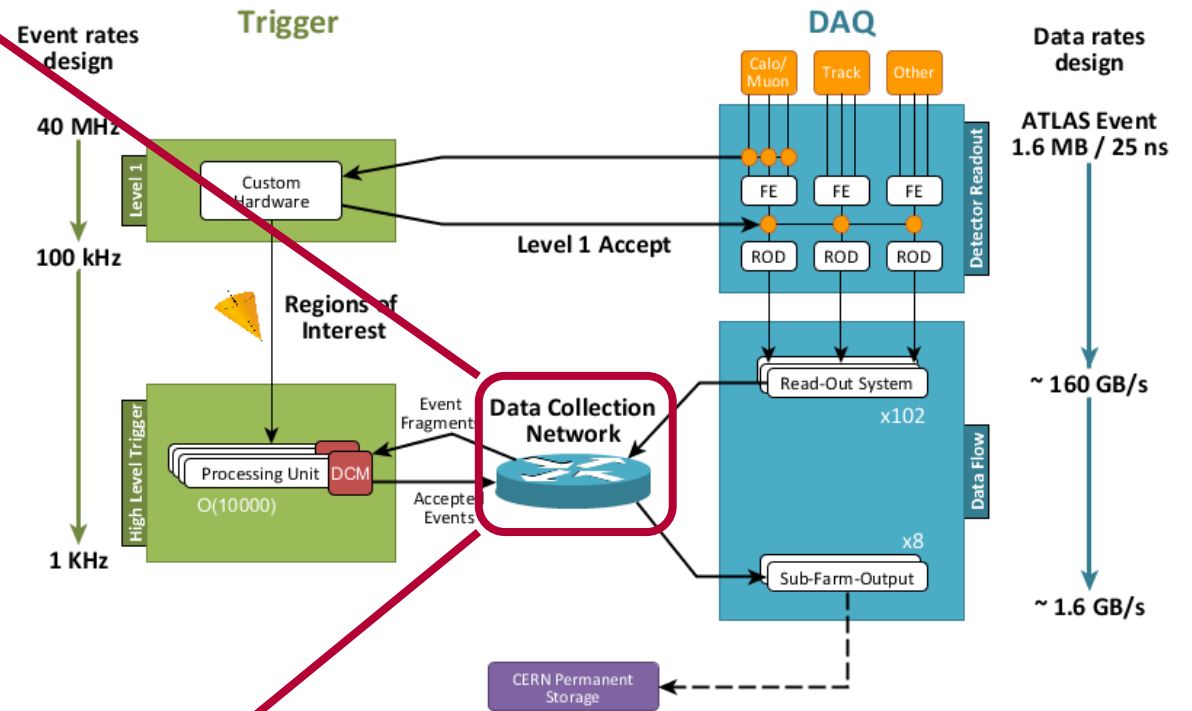 Trigger
DAQ
Event rates
design
Data rates
design
40 MHz
100 kHz
1 KHz
Level 1
Custom
Hardware
Level 1 Accept
Regions of
Interest
High Level Trigger
Processing Unit
DCM
O(10000)
Event
Fragments
Accepted
Events
Data Collection
Network
Calo/
Muon
Track
Other
FE
FE
FE
ROD
ROD
ROD
Detector Readout
Read-Out System
x102
Data Flow
x8
Sub-Farm-Output
CERN Permanent
Storage
ATLAS Event
1.6 MB / 25 ns
~ 160 GB/s
~ 1.6 GB/s